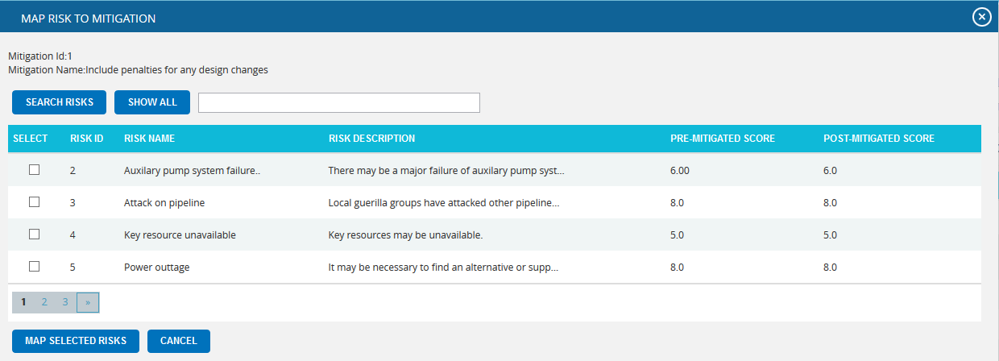 MAP RISK TO MITIGATION
Mitigation Id:1
Mitigation Name:Include penalties for any design changes
SEARCH RISKS SHOW ALL
SELECT RISK ID RISK NAME RISK DESCRIPTION PRE-MITIGATED SCORE POST-MITIGATED SCORE
2 Auxilary pump system failure.. There may be a major failure of auxilary pump syst... 6.00 6.0
3 Attack on pipeline Local guerilla groups have attacked other pipeline... 8.0 8.0
4 Key resource unavailable Key resources may be unavailable. 5.0 5.0
5 Power outtage It may be necessary to find an alternative or supp... 8.0 8.0
1 2 3 »
MAP SELECTED RISKS CANCEL